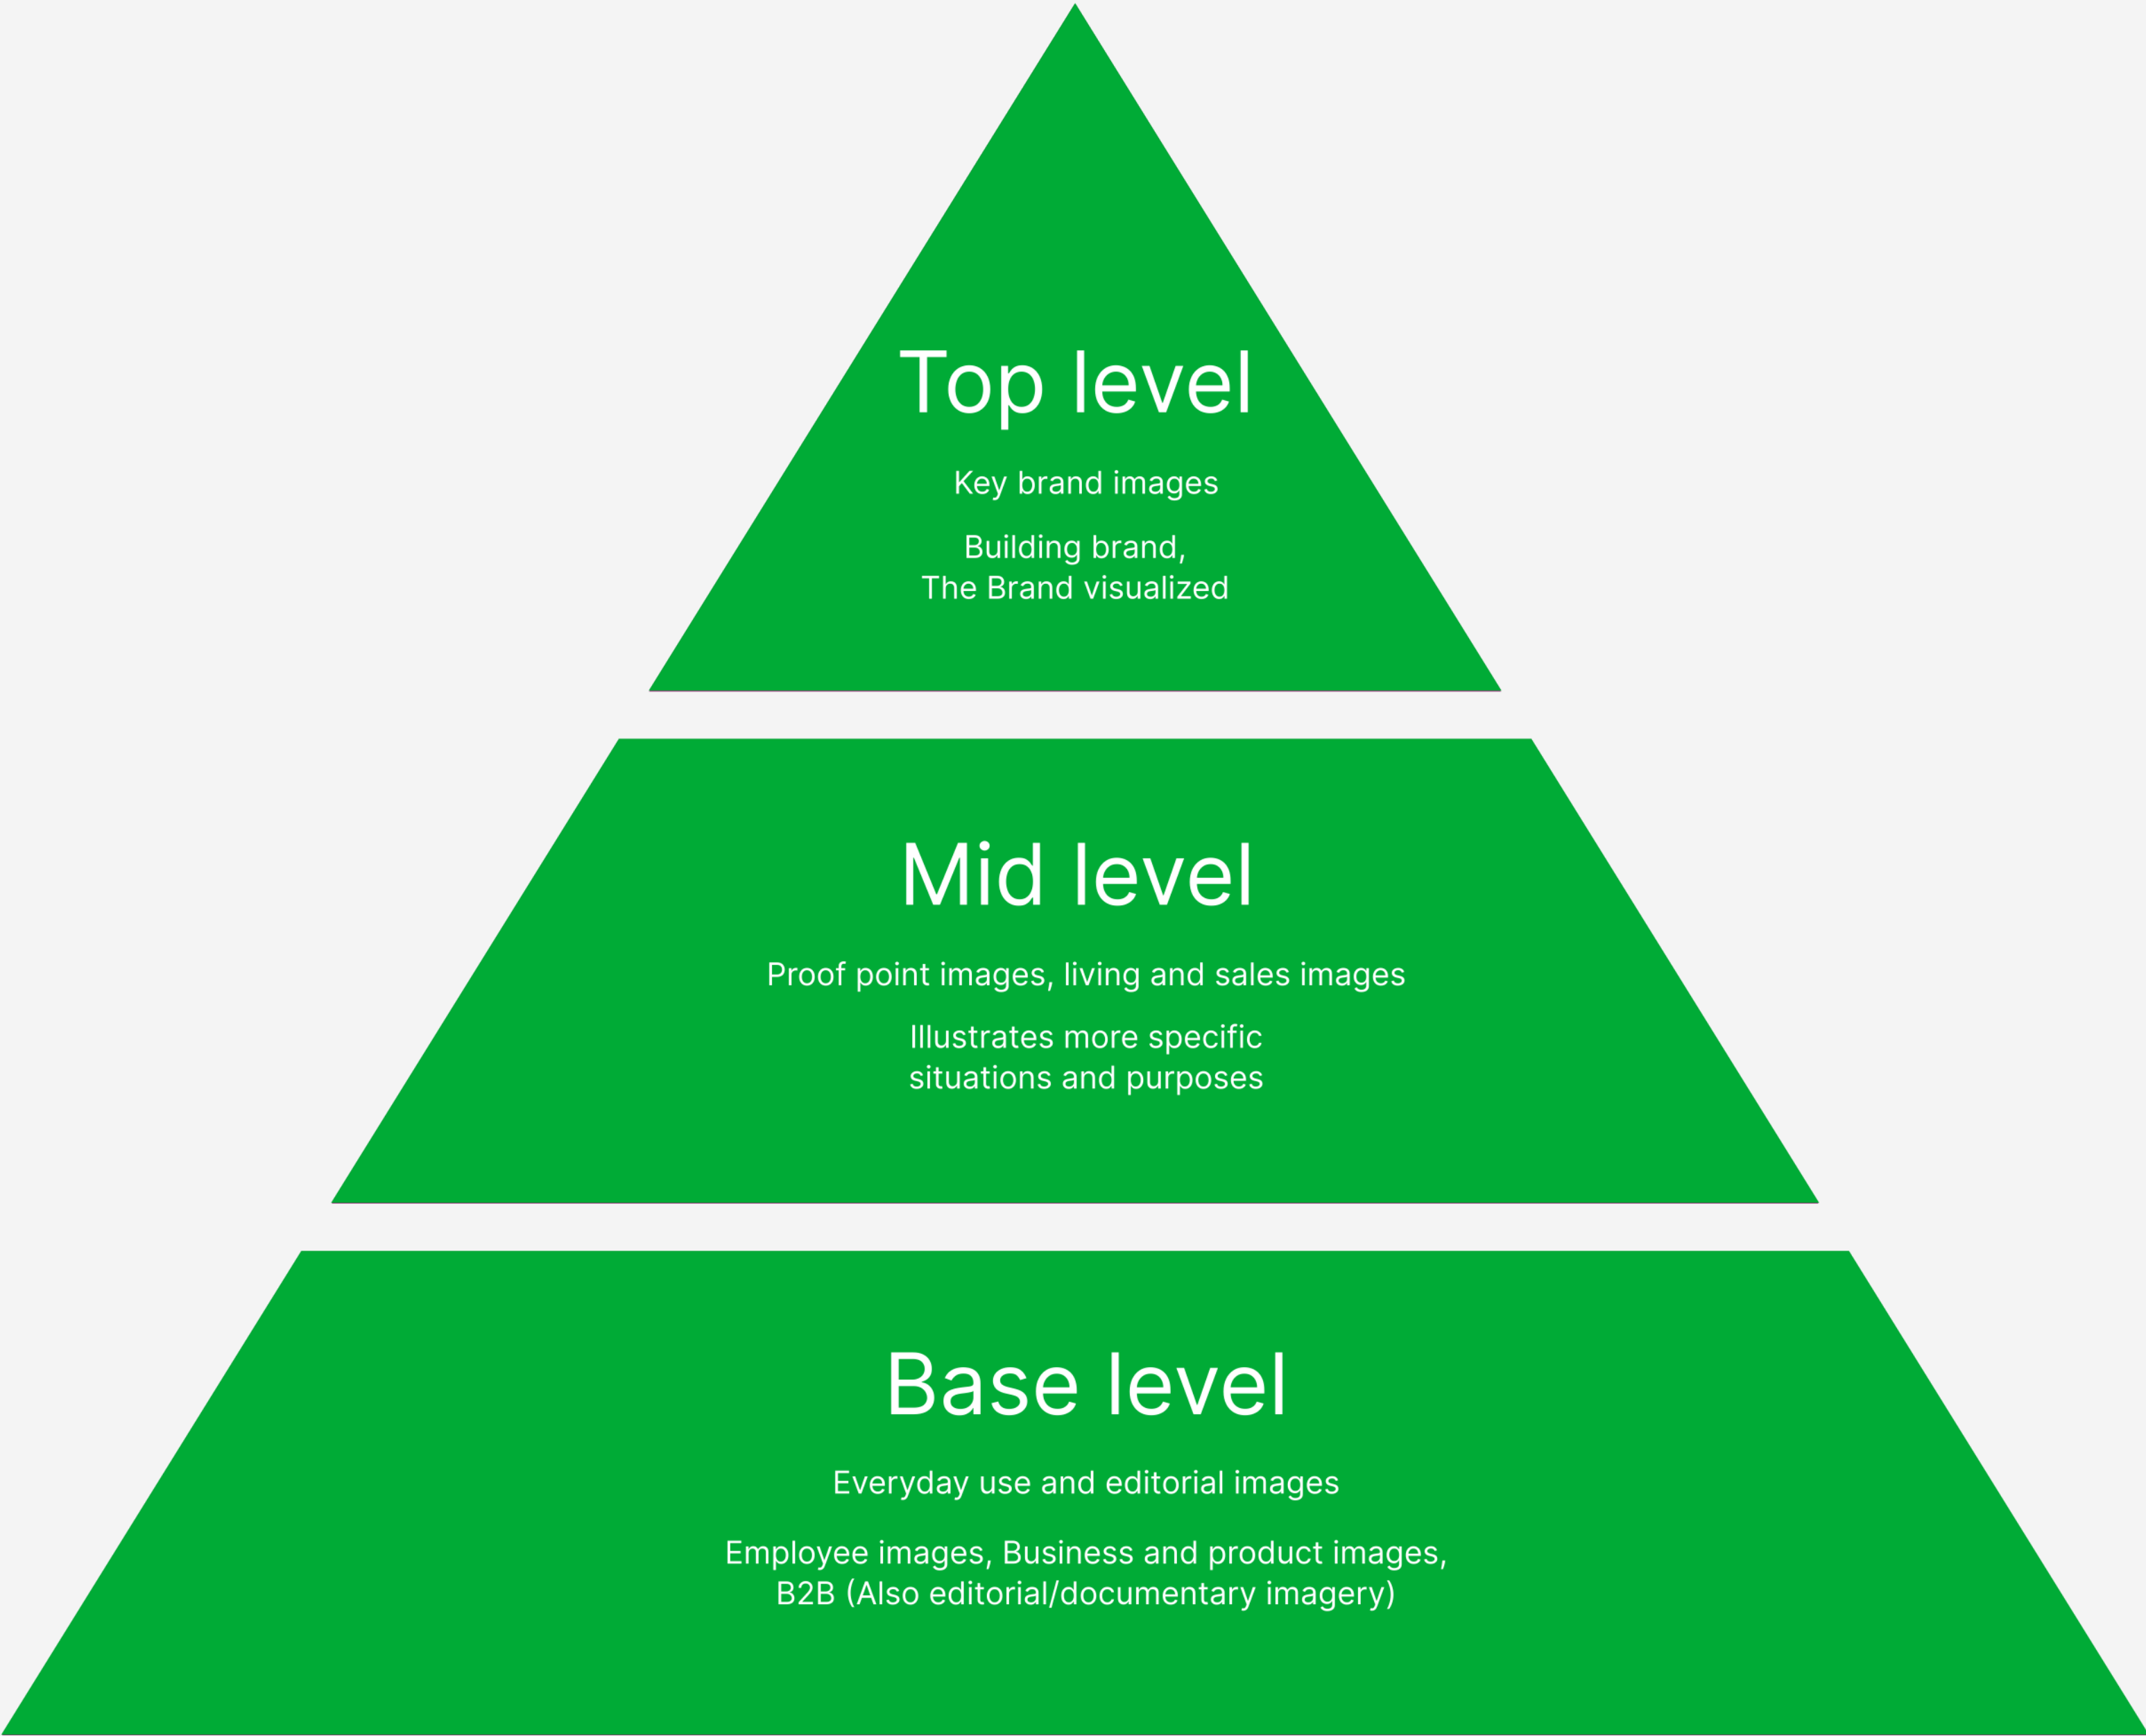 Top level
Key brand images
Building brand,
The Brand visualized
Mid level
Proof point images, living and sales images
Illustrates more specific
situations and purposes
Base level
Everyday use and editorial images
Employee images, Business and product images,
B2B (Also editorial/documentary imagery)